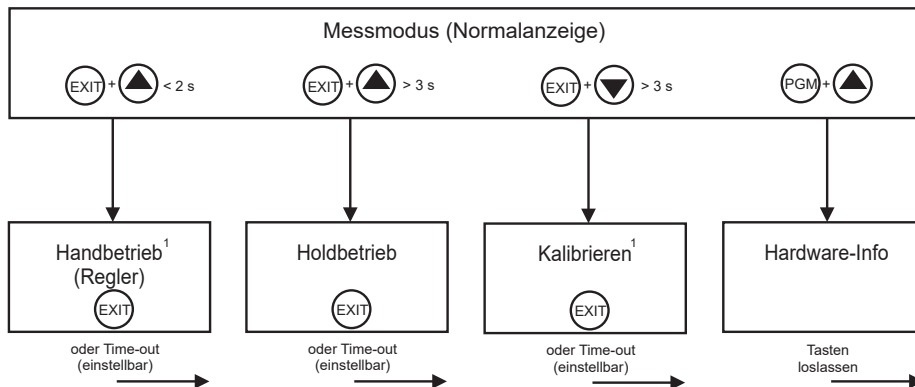 Messmodus (Normalanzeige)
EXIT + < 2 s
EXIT + > 3 s
EXIT + > 3 s
PGM +
Handbetrieb¹
(Regler)
EXIT
Holdbetrieb
EXIT
Kalibrieren¹
EXIT
Hardware-Info
oder Time-out
(einstellbar)
oder Time-out
(einstellbar)
oder Time-out
(einstellbar)
Tasten
loslassen